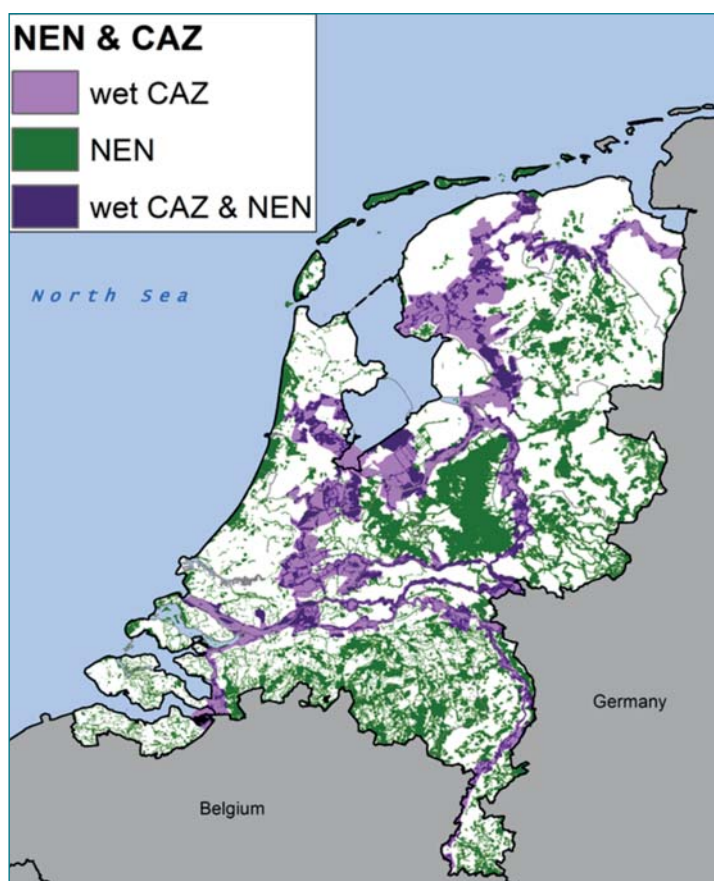 NEN & CAZ
wet CAZ
NEN
wet CAZ & NEN
North Sea
Germany
Belgium